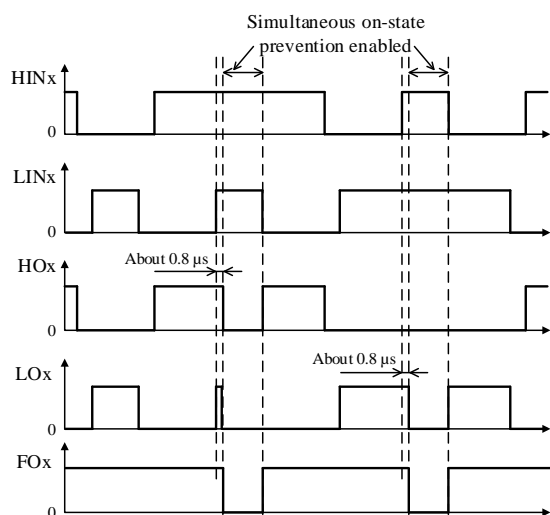 Simultaneous on-state
prevention enabled
HINx
0
LINx
0
HOx
About 0.8 µs
0
LOx
About 0.8 µs
0
FOx
0